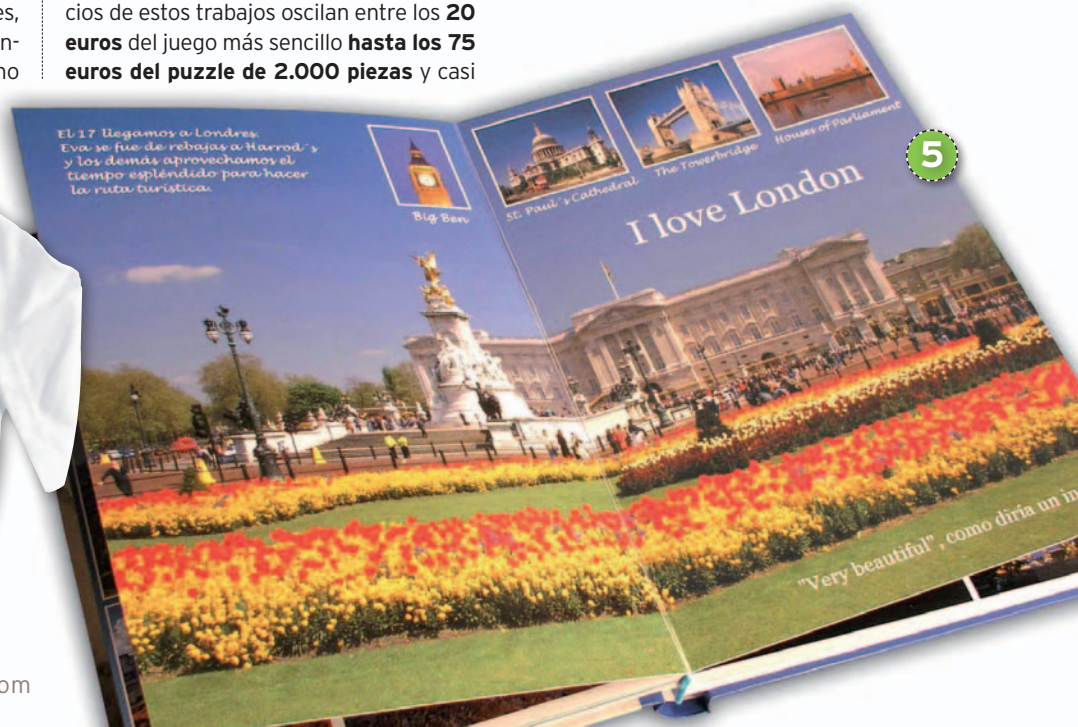 es,
n-
no
cios de estos trabajos oscilan entre los 20
euros del juego más sencillo hasta los 75
euros del puzzle de 2.000 piezas y casi
El 17 llegamos a Londres.
Eva se fue de rebajas a Harrod´s
y los demás aprovechamos el
tiempo espléndido para hacer
la ruta turística.
Big Ben
St. Paul´s Cathedral
The Towerbridge
Houses of Parliament
5
I love London
"Very beautiful", como diría un in
om